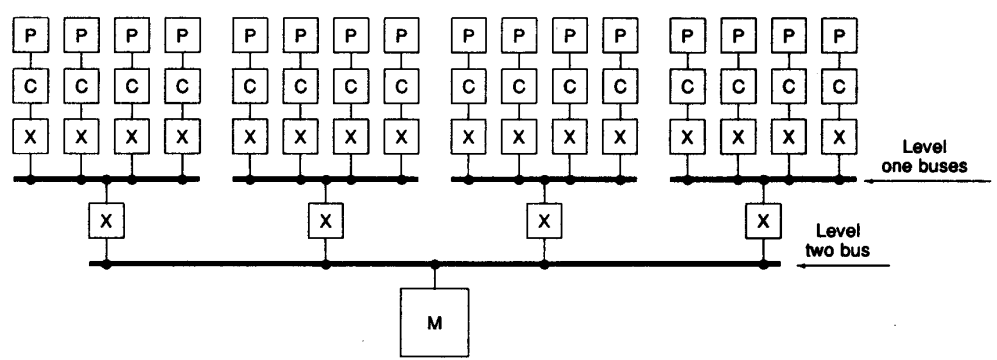 P P P P P P P P P P P P P P P P
C C C C C C C C C C C C C C C C
X X X X X X X X X X X X X X X X
Level
one buses
X X X X
Level
two bus
M